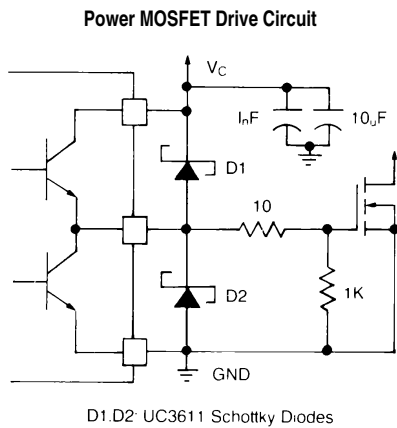 Power MOSFET Drive Circuit
VC
InF
10uF
D1
10
D2
1K
GND
D1.D2: UC3611 Schottky Diodes